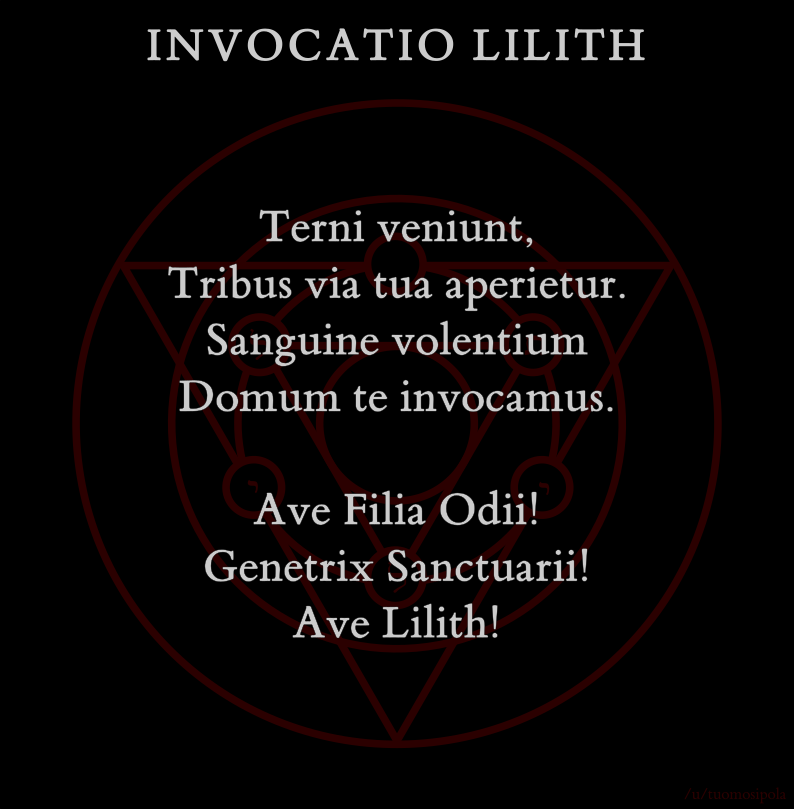 INVOCATIO LILITH
Terni veniunt,
Tribus via tua aperietur.
Sanguine volentium
Domum te invocamus.
Ave Filia Odii!
Genetrix Sanctuarii!
Ave Lilith!
/u/tuomosipola